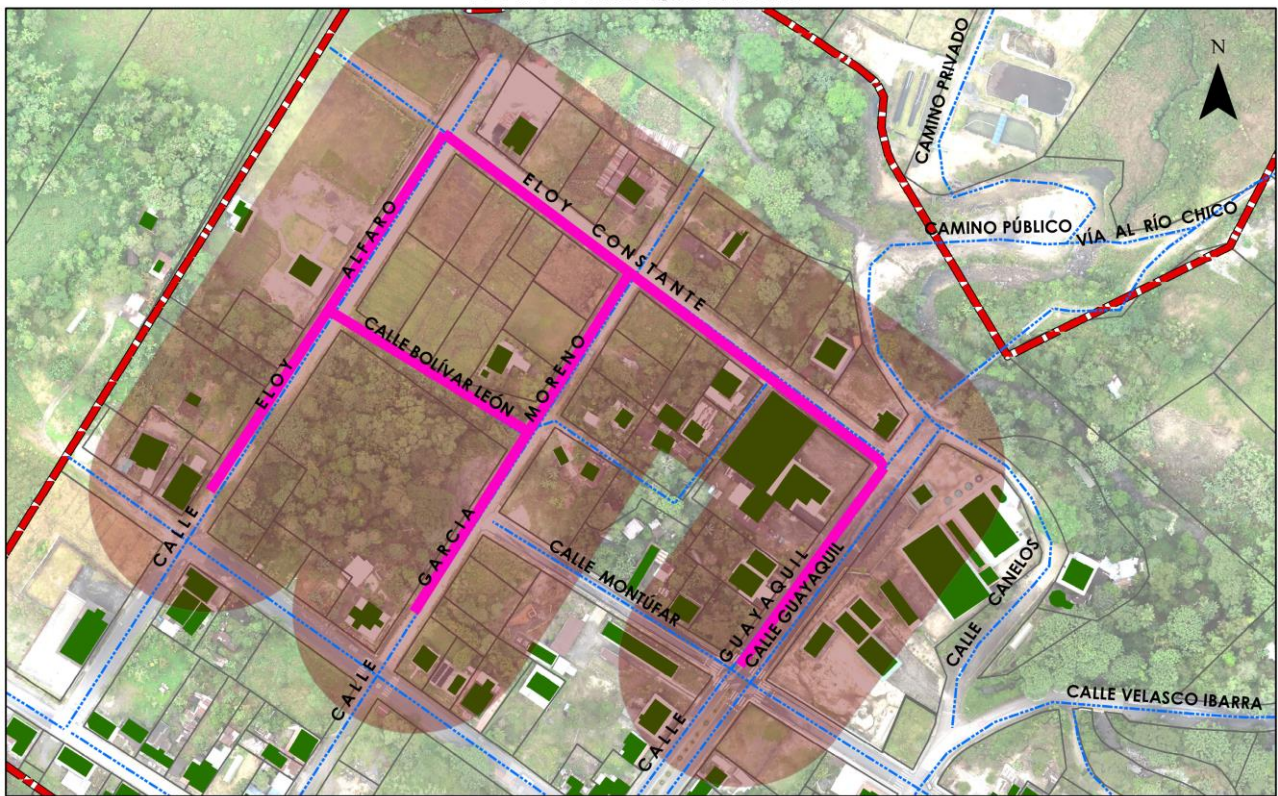 N
CAMINO PRIVADO
CAMINO PÚBLICO
VÍA AL RÍO CHICO
ELOY CONSTANTE
CALLE ELOY ALFARO
CALLE BOLÍVAR LEÓN
CALLE GARCIA MORENO
CALLE MONTÚFAR
CALLE GUAYAQUIL
CALLE GUAYAQUIL
CALLE CANELOS
CALLE VELASCO IBARRA